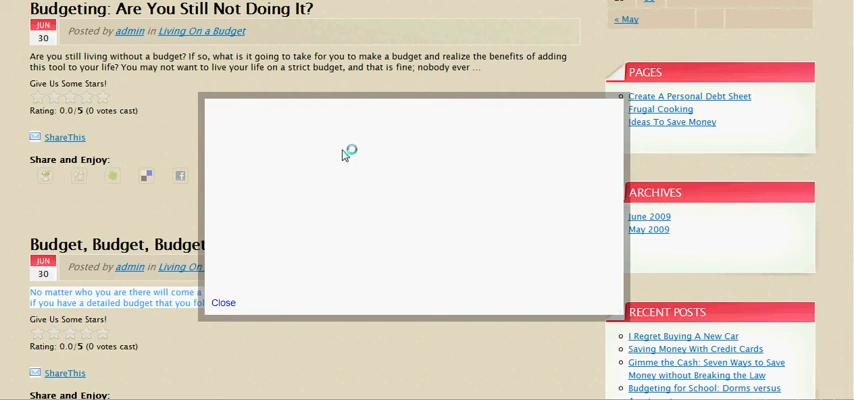 Budgeting: Are You Still Not Doing It?
JUN
30
Posted by admin in Living On a Budget
Are you still living without a budget? If so, what is it going to take for you to make a budget and realize the benefits of adding
this tool to your life? You may not want to live your life on a strict budget, and that is fine; nobody ever ...
Give Us Some Stars!
Rating: 0.0/5 (0 votes cast)
ShareThis
Share and Enjoy:
Budget, Budget, Budget
JUN
30
Posted by admin in Living On
No matter who you are there will come a
if you have a detailed budget that you fol
Give Us Some Stars!
Rating: 0.0/5 (0 votes cast)
ShareThis
Share and Enjoy:
Close
« May
PAGES
Create A Personal Debt Sheet
Frugal Cooking
Ideas To Save Money
ARCHIVES
June 2009
May 2009
RECENT POSTS
I Regret Buying A New Car
Saving Money With Credit Cards
Gimme the Cash: Seven Ways to Save
Money without Breaking the Law
Budgeting for School: Dorms versus